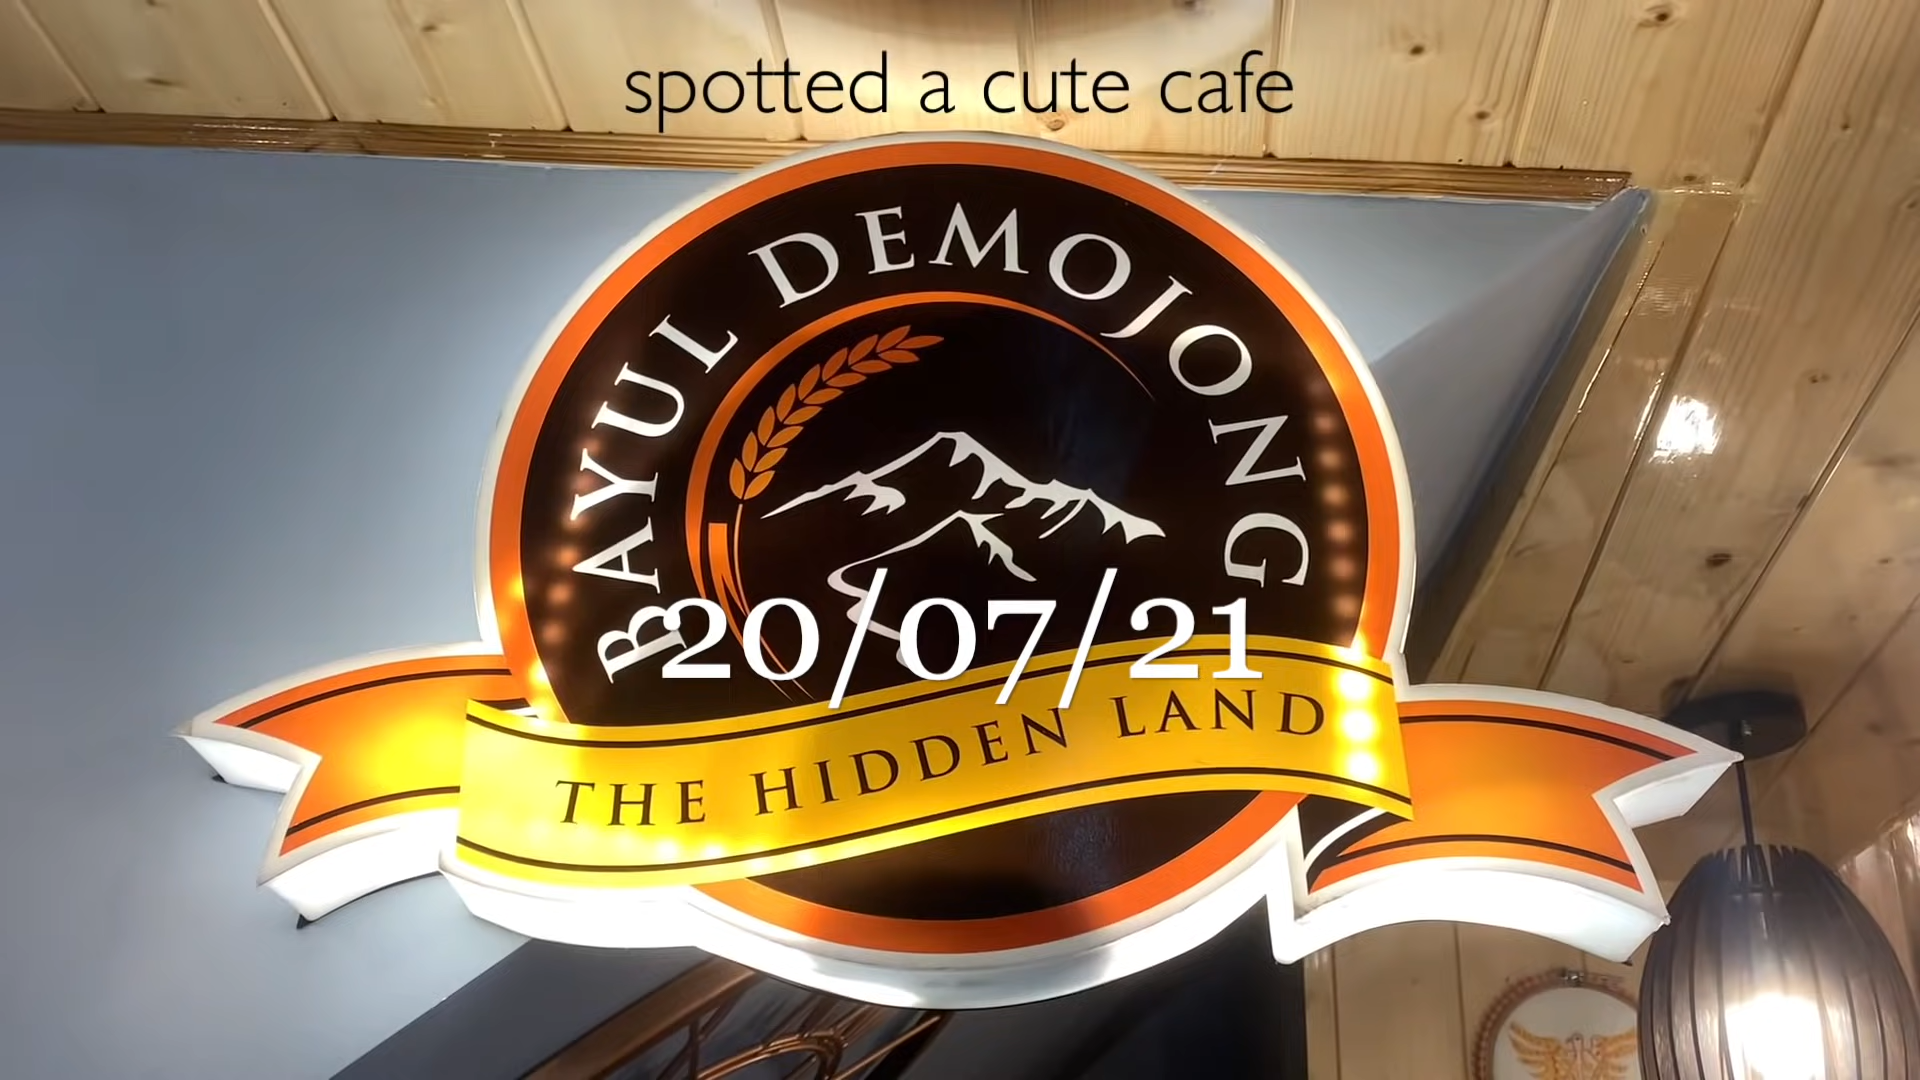 spotted a cute cafe
BAYUL DEMOJONG
20/07/21
THE HIDDEN LAND